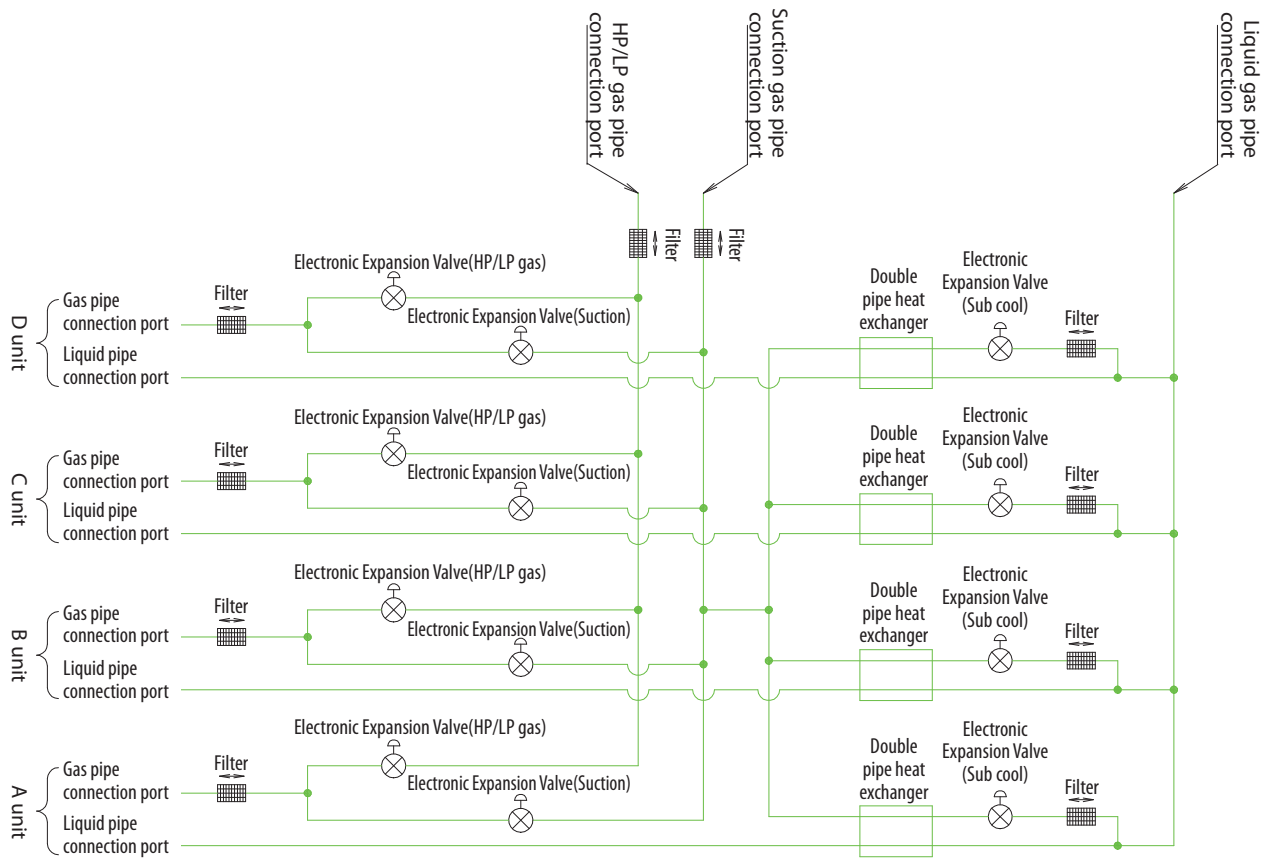 HP/LP gas pipe
connection port
Suction gas pipe
connection port
Liquid gas pipe
connection port
Filter
Filter
D unit
Gas pipe
connection port
Liquid pipe
connection port
Filter
Electronic Expansion Valve(HP/LP gas)
Electronic Expansion Valve(Suction)
Double
pipe heat
exchanger
Electronic
Expansion Valve
(Sub cool)
Filter
C unit
Gas pipe
connection port
Liquid pipe
connection port
Filter
Electronic Expansion Valve(HP/LP gas)
Electronic Expansion Valve(Suction)
Double
pipe heat
exchanger
Electronic
Expansion Valve
(Sub cool)
Filter
B unit
Gas pipe
connection port
Liquid pipe
connection port
Filter
Electronic Expansion Valve(HP/LP gas)
Electronic Expansion Valve(Suction)
Double
pipe heat
exchanger
Electronic
Expansion Valve
(Sub cool)
Filter
A unit
Gas pipe
connection port
Liquid pipe
connection port
Filter
Electronic Expansion Valve(HP/LP gas)
Electronic Expansion Valve(Suction)
Double
pipe heat
exchanger
Electronic
Expansion Valve
(Sub cool)
Filter